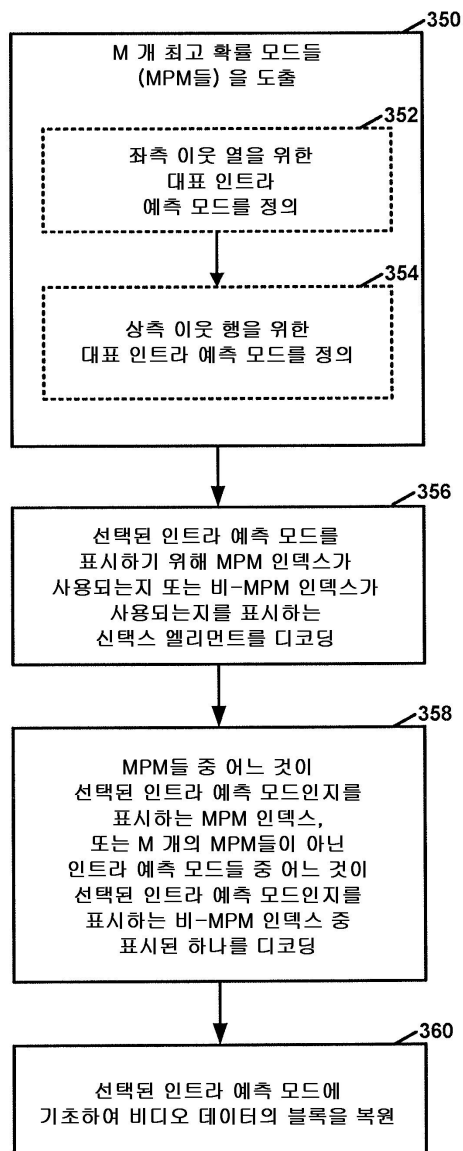 350
M 개 최고 확률 모드들
(MPM들) 을 도출
352
좌측 이웃 열을 위한
대표 인트라
예측 모드를 정의
354
상측 이웃 행을 위한
대표 인트라 예측 모드를 정의
356
선택된 인트라 예측 모드를
표시하기 위해 MPM 인덱스가
사용되는지 또는 비-MPM 인덱스가
사용되는지를 표시하는
신택스 엘리먼트를 디코딩
358
MPM들 중 어느 것이
선택된 인트라 예측 모드인지를
표시하는 MPM 인덱스,
또는 M 개의 MPM들이 아닌
인트라 예측 모드들 중 어느 것이
선택된 인트라 예측 모드인지를
표시하는 비-MPM 인덱스 중
표시된 하나를 디코딩
360
선택된 인트라 예측 모드에
기초하여 비디오 데이터의 블록을 복원